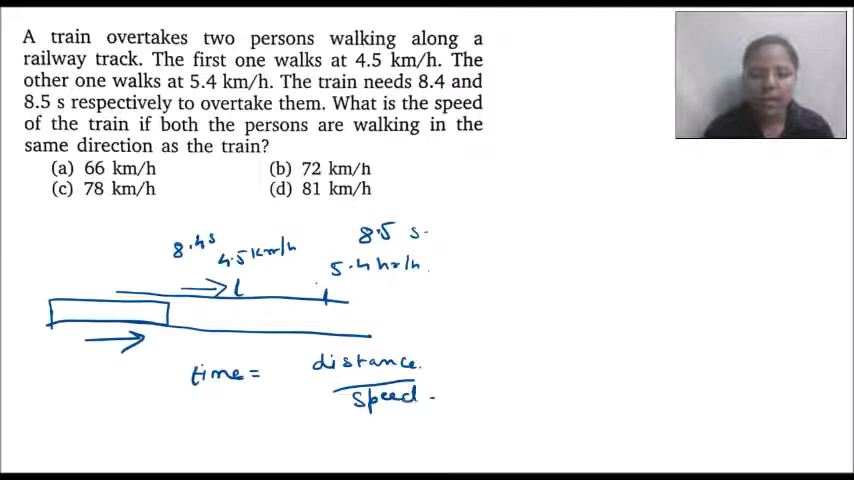 A train overtakes two persons walking along a
railway track. The first one walks at 4.5 km/h. The
other one walks at 5.4 km/h. The train needs 8.4 and
8.5 s respectively to overtake them. What is the speed
of the train if both the persons are walking in the
same direction as the train?
(a) 66 km/h (b) 72 km/h
(c) 78 km/h (d) 81 km/h
8.4s 8.5 s.
4.5 km/h 5.4 km/h.
l
time = distance.
speed.